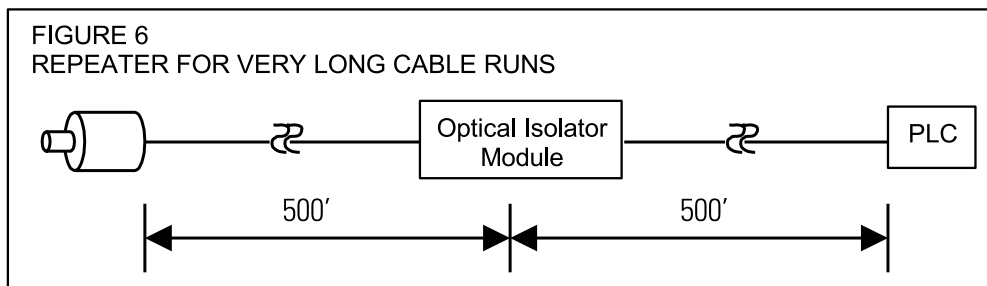 FIGURE 6
REPEATER FOR VERY LONG CABLE RUNS
Optical Isolator
Module
PLC
500′
500′